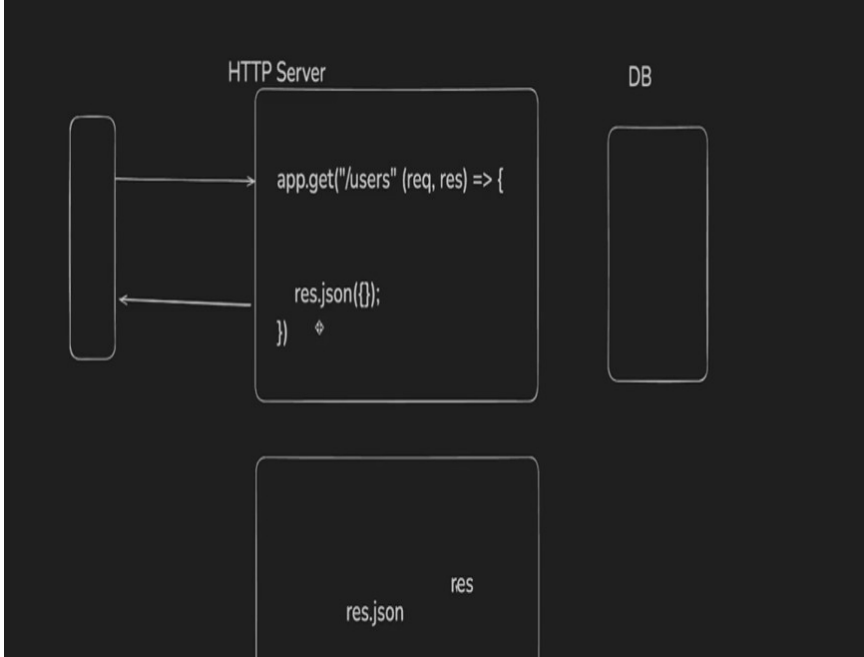 HTTP Server
DB
app.get("/users" (req, res) => {
res.json({});
})
res
res.json